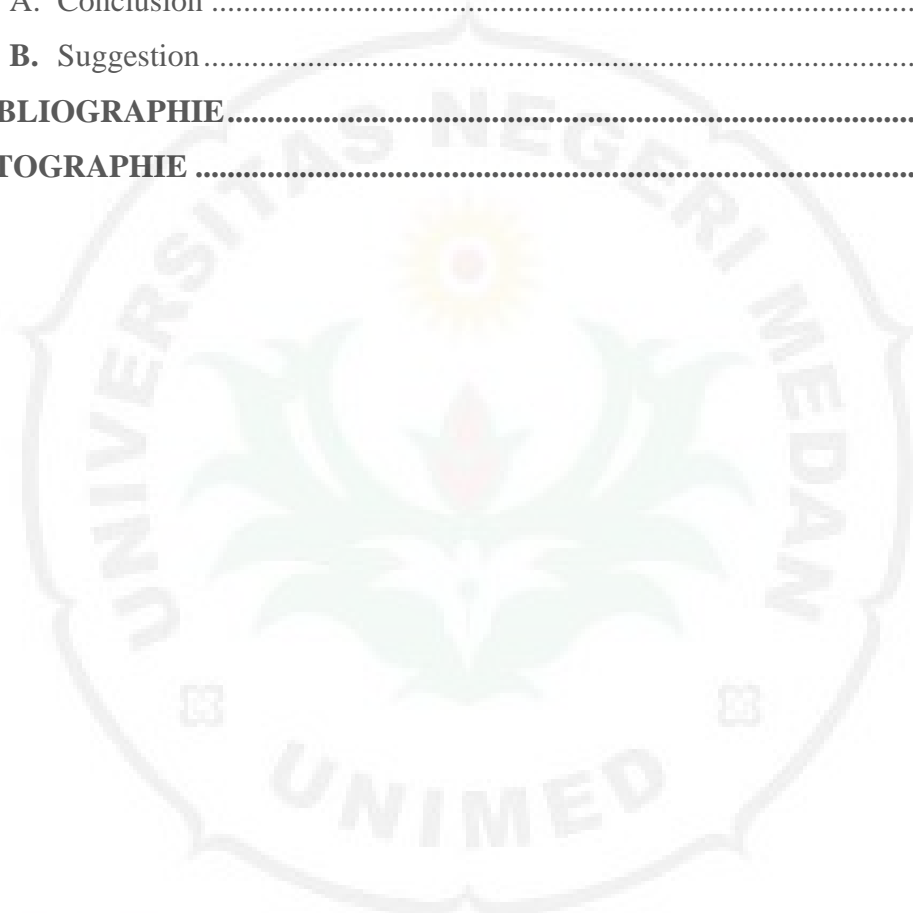 A. Conclusion ........................................................................................
B. Suggestion ........................................................................................
BLIOGRAPHIE........................................................................................
TOGRAPHIE ........................................................................................
UNIVERSITAS NEGERI MEDAN
UNIMED